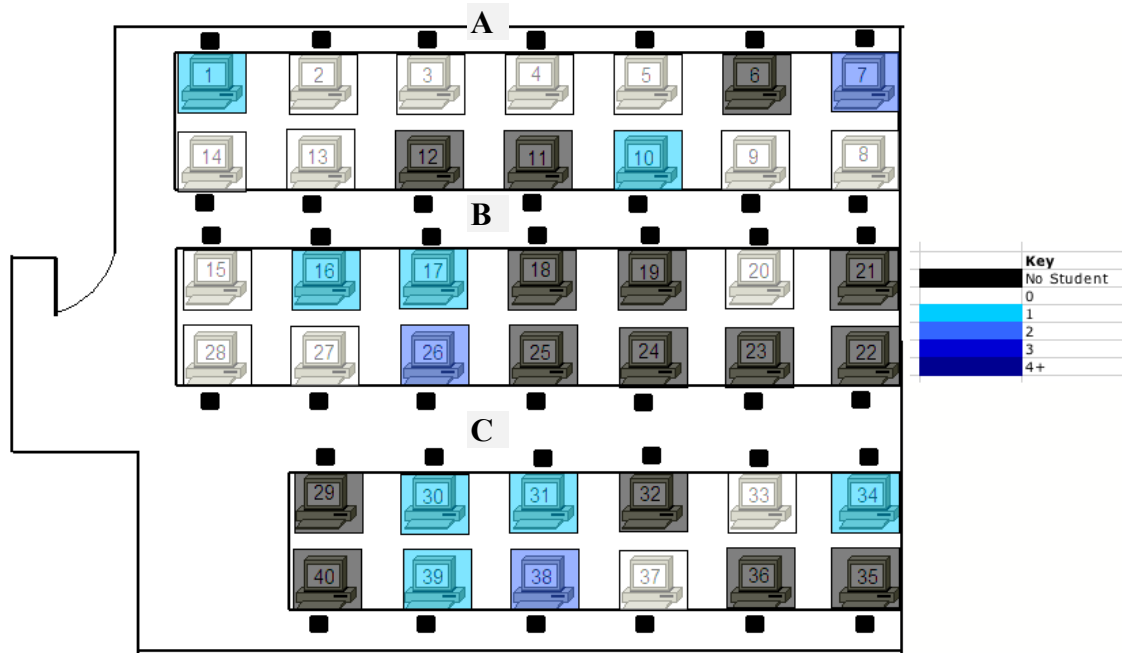 A
1 2 3 4 5 6 7
14 13 12 11 10 9 8
B
15 16 17 18 19 20 21
28 27 26 25 24 23 22
C
29 30 31 32 33 34
40 39 38 37 36 35
Key
No Student
0
1
2
3
4+